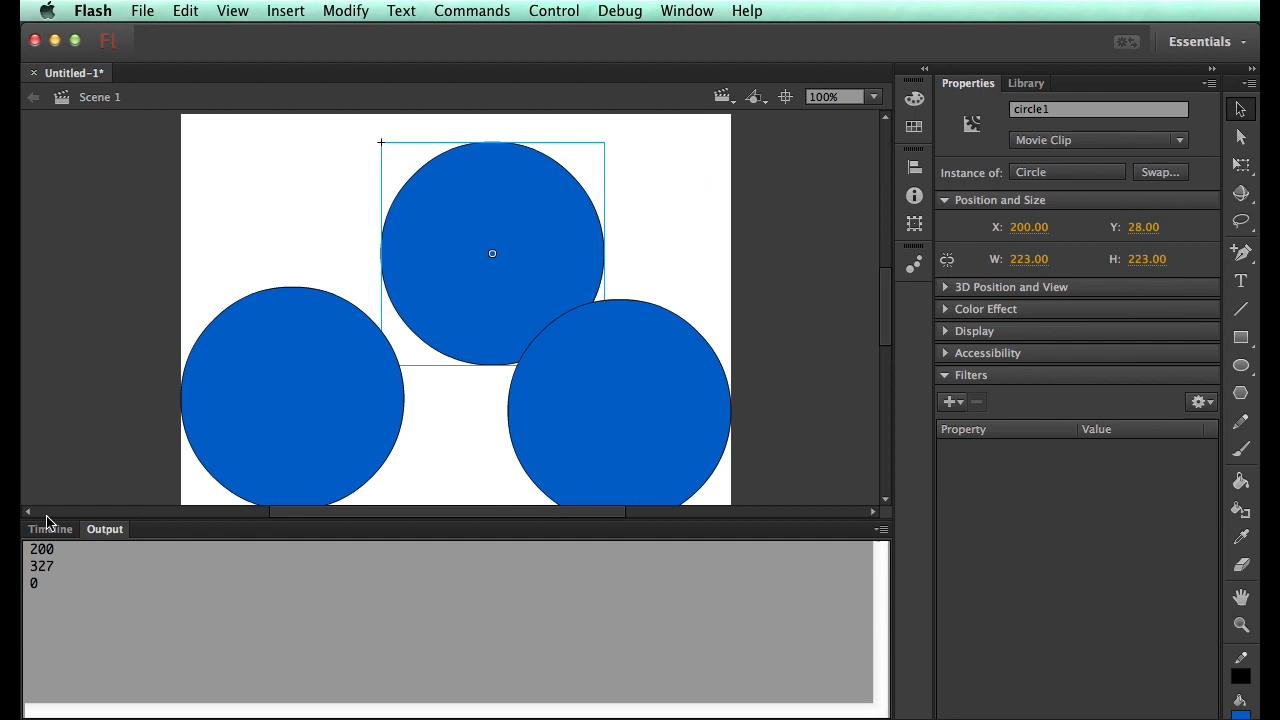 Flash File Edit View Insert Modify Text Commands Control Debug Window Help
Fl Essentials
Untitled-1*
Scene 1 100%
Properties Library
circle1
Movie Clip
Instance of: Circle Swap...
Position and Size
X: 200.00 Y: 28.00
W: 223.00 H: 223.00
3D Position and View
Color Effect
Display
Accessibility
Filters
Property Value
Timeline Output
200
327
0